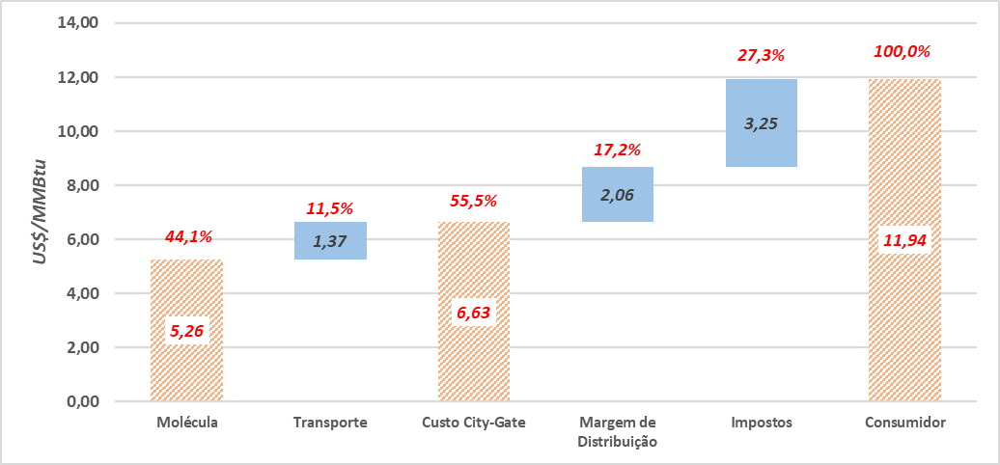 14,00
12,00
10,00
8,00
6,00
4,00
2,00
0,00
US$/MMBtu
44,1%
5,26
11,5%
1,37
55,5%
6,63
17,2%
2,06
27,3%
3,25
100,0%
11,94
Molécula
Transporte
Custo City-Gate
Margem de
Distribuição
Impostos
Consumidor